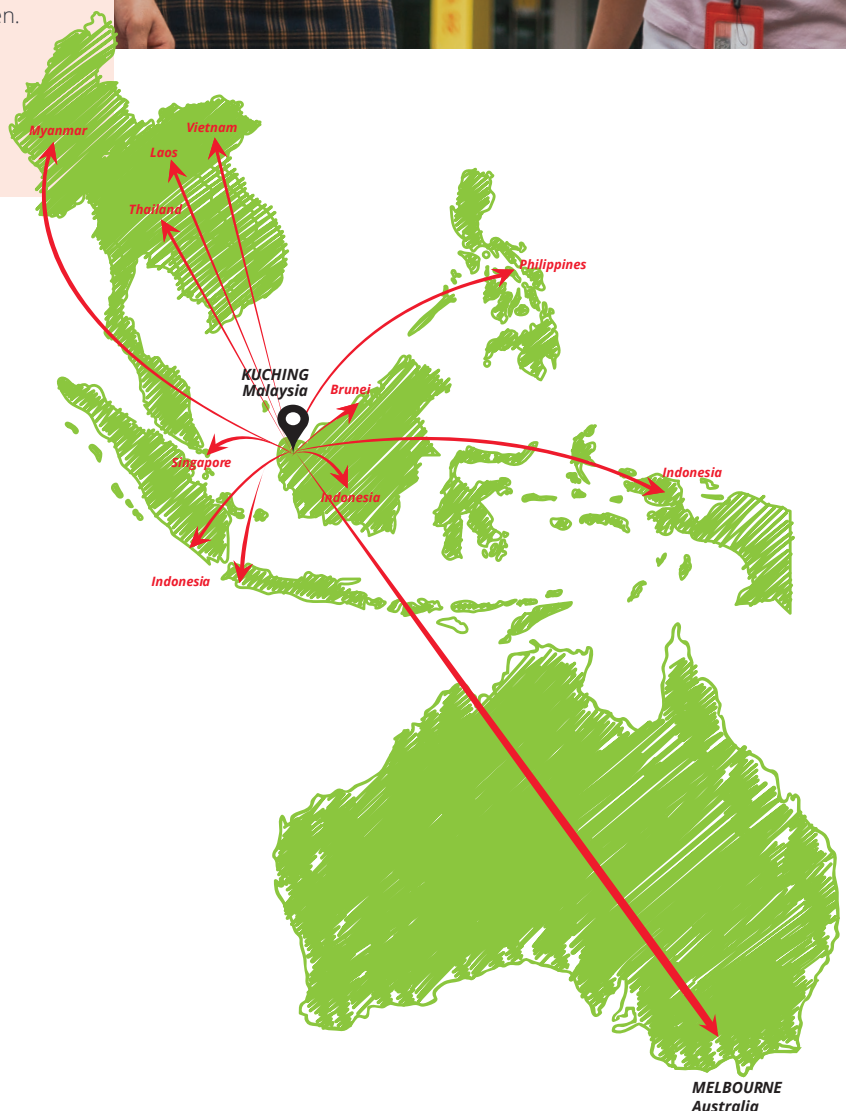 en.
Myanmar
Vietnam
Laos
Thailand
Philippines
KUCHING
Malaysia
Brunei
Singapore
Indonesia
Indonesia
Indonesia
MELBOURNE
Australia